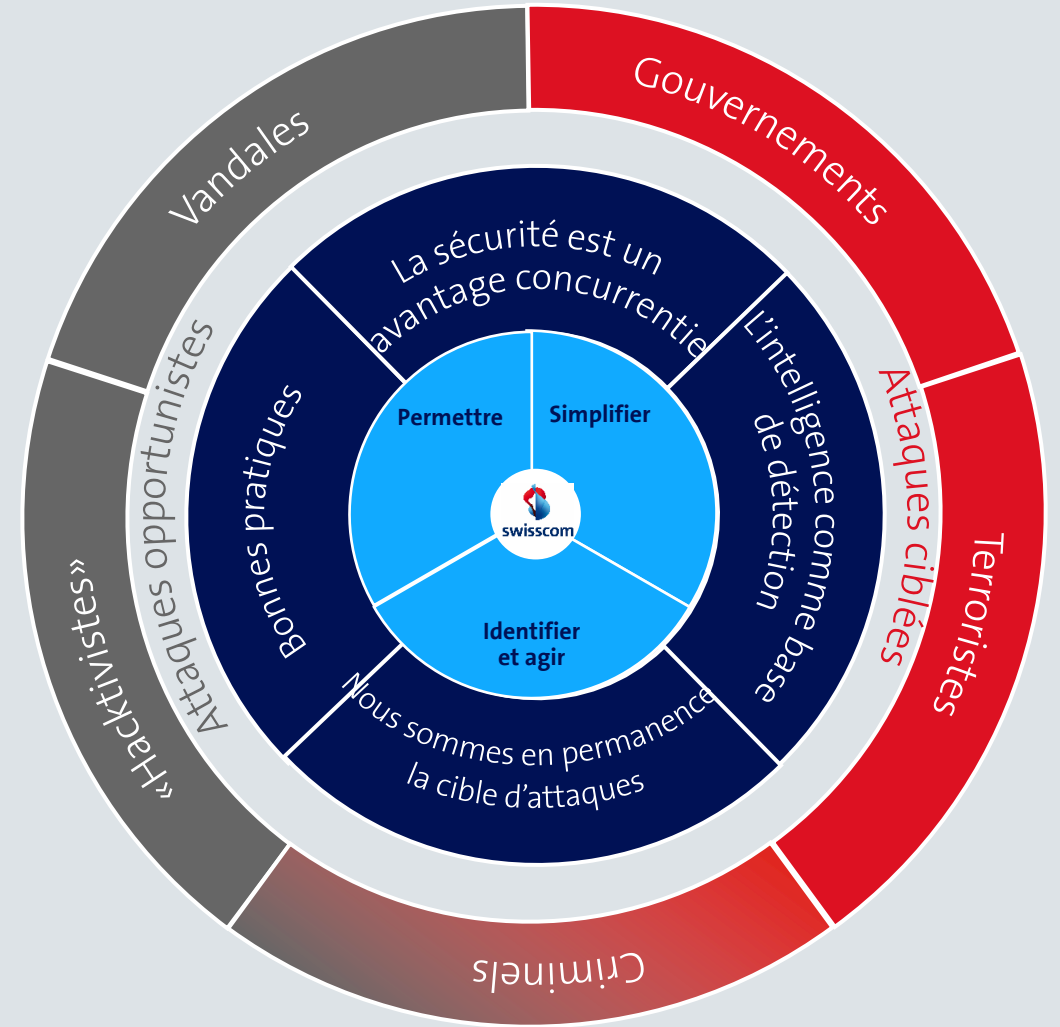 Vandales
Gouvernements
Terroristes
Criminels
«Hacktivistes»
Attaques opportunistes
Attaques ciblées
La sécurité est un
avantage concurrentie
L’intelligence comme base
de détection
Nous sommes en permanence
la cible d’attaques
Bonnes pratiques
Permettre
Simplifier
Identifier
et agir
swisscom